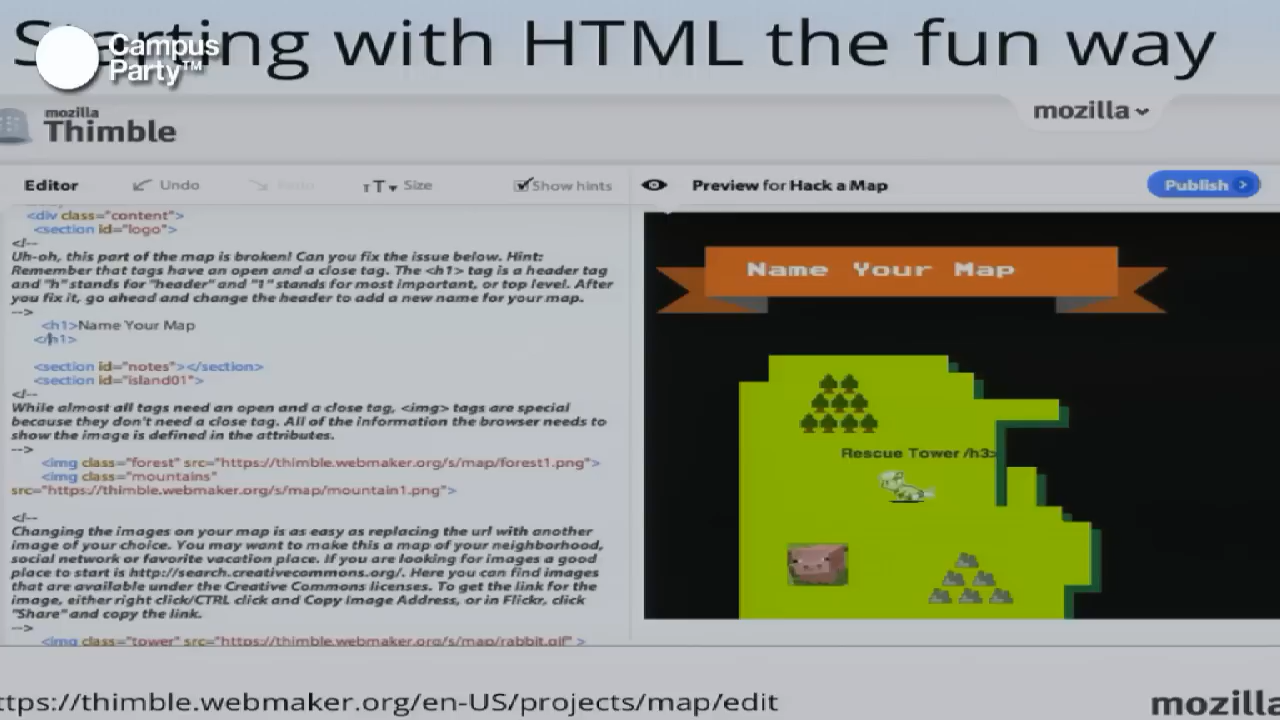 Starting with HTML the fun way
Campus
Party™
mozilla
Thimble
mozilla
Editor
Undo
Size
Show hints
Preview for Hack a Map
Publish
<div class="content">
<section id="logo">
<!--
Uh-oh, this part of the map is broken! Can you fix the issue below. Hint:
Remember that tags have an open and a close tag. The <h1> tag is a header tag
and "h" stands for "header" and "1" stands for most important, or top level. After
you fix it, go ahead and change the header to add a new name for your map.
-->
<h1>Name Your Map
</h1>
<section id="notes"></section>
<section id="island01">
<!--
While almost all tags need an open and a close tag, <img> tags are special
because they don't need a close tag. All of the information the browser needs to
show the image is defined in the attributes.
-->
<img class="forest" src="https://thimble.webmaker.org/s/map/forest1.png">
<img class="mountains"
src="https://thimble.webmaker.org/s/map/mountain1.png">
<!--
Changing the images on your map is as easy as replacing the url with another
image of your choice. You may want to make this a map of your neighborhood,
social network or favorite vacation place. If you are looking for images a good
place to start is http://search.creativecommons.org/. Here you can find images
that are available under the Creative Commons licenses. To get the link for the
image, either right click/CTRL click and Copy Image Address, or in Flickr, click
"Share" and copy the link.
-->
<img class="tower" src="https://thimble.webmaker.org/s/map/rabbit.gif" >
Name Your Map
Rescue Tower /h3>
ttps://thimble.webmaker.org/en-US/projects/map/edit
mozilla